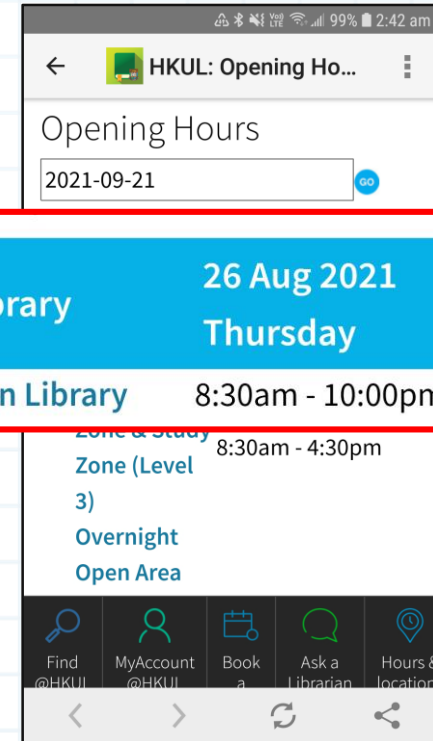 99% 2:42 am
HKUL: Opening Ho...
Opening Hours
2021-09-21
GO
26 Aug 2021
rary
Thursday
n Library 8:30am - 10:00pm
Zone & Study
8:30am - 4:30pm
Zone (Level
3)
Overnight
Open Area
Find MyAccount Book Ask a Hours &
@HKUL @HKUL a Librarian location